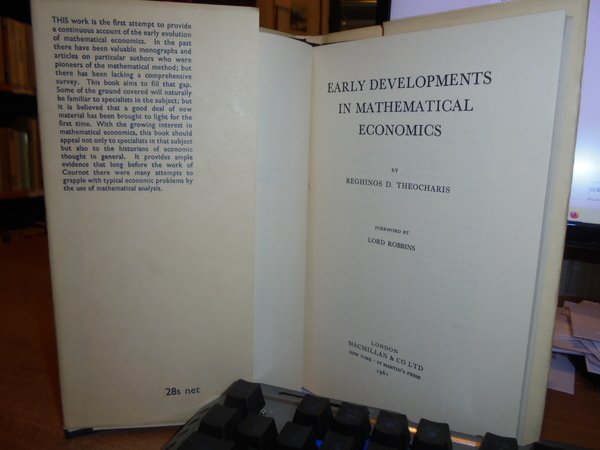 THIS work is the first attempt to provide
a continuous account of the early evolution
of mathematical economics. In the past
there have been valuable monographs and
articles on particular authors who were
pioneers of the mathematical method; but
there has been lacking a comprehensive
survey. This book aims to fill that gap.
Some of the ground covered will naturally
be familiar to specialists in the subject; but
it is believed that a good deal of new
material has been brought to light for the
first time. With the growing interest in
mathematical economics, this book should
appeal not only to specialists in that subject
but also to the historians of economic
thought in general. It provides ample
evidence that long before the work of
Cournot there were many attempts to
grapple with typical economic problems by
the use of mathematical analysis.
28s net
EARLY DEVELOPMENTS
IN MATHEMATICAL
ECONOMICS
BY
REGHINOS D. THEOCHARIS
FOREWORD BY
LORD ROBBINS
LONDON
MACMILLAN & CO LTD
NEW YORK · ST MARTIN'S PRESS
1961